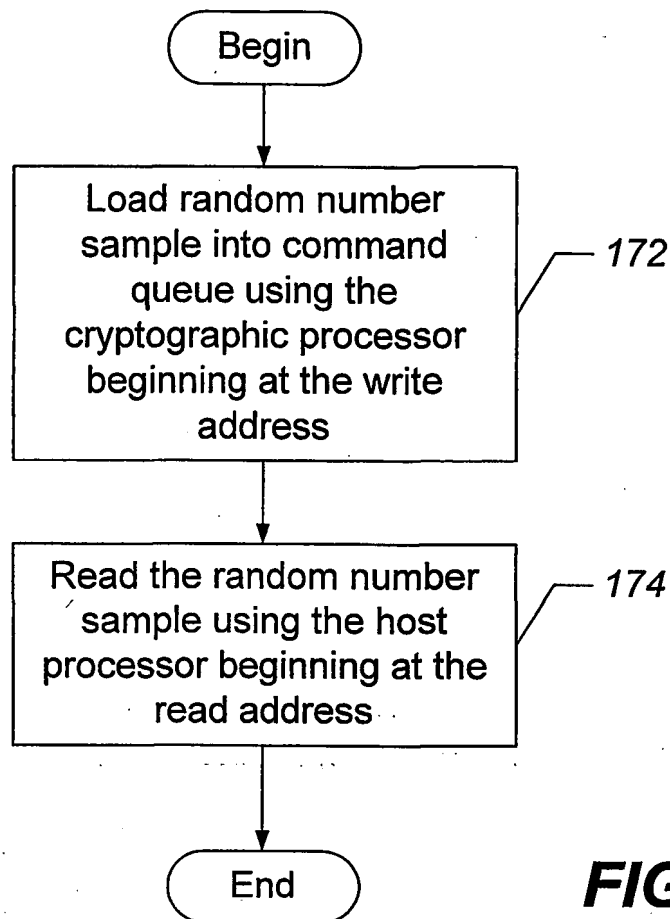 Begin
Load random number
sample into command
queue using the
cryptographic processor
beginning at the write
address
172
Read the random number
sample using the host
processor beginning at the
read address
174
End
FIG